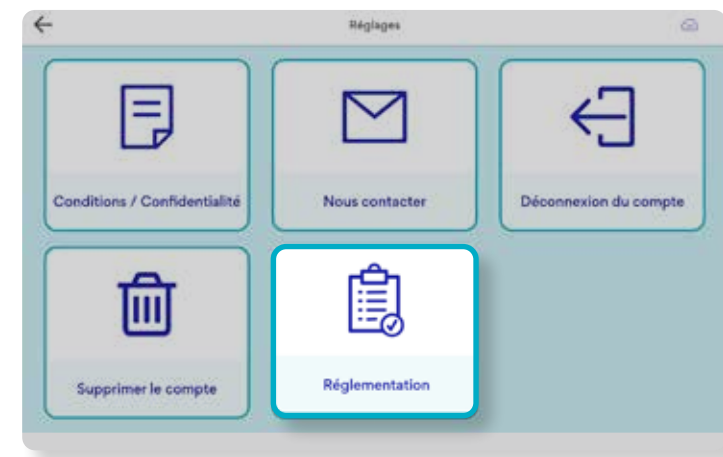 Réglages
Conditions / Confidentialité
Nous contacter
Déconnexion du compte
Supprimer le compte
Réglementation